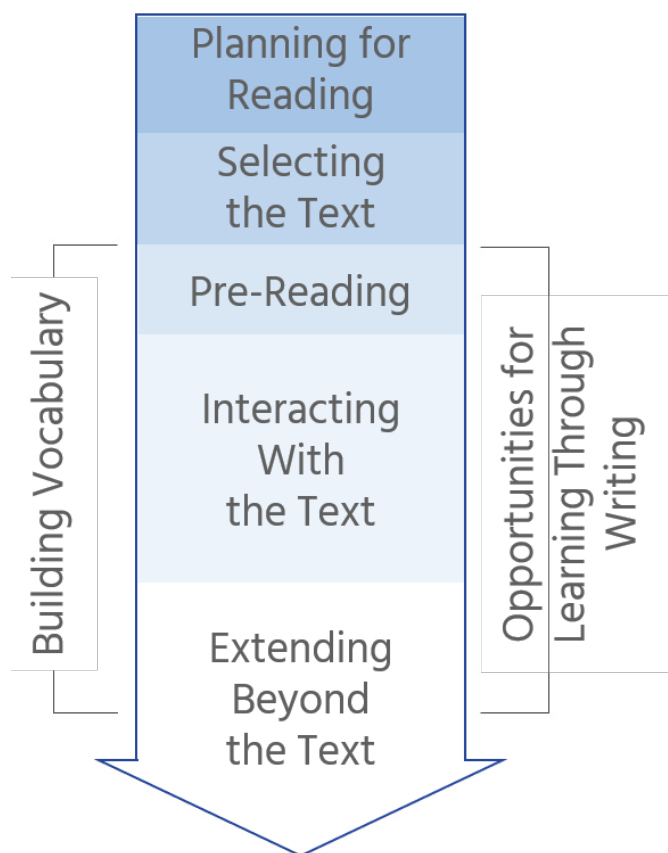 Planning for
Reading
Selecting
the Text
Pre-Reading
Interacting
With
the Text
Extending
Beyond
the Text
Building Vocabulary
Opportunities for
Learning Through
Writing